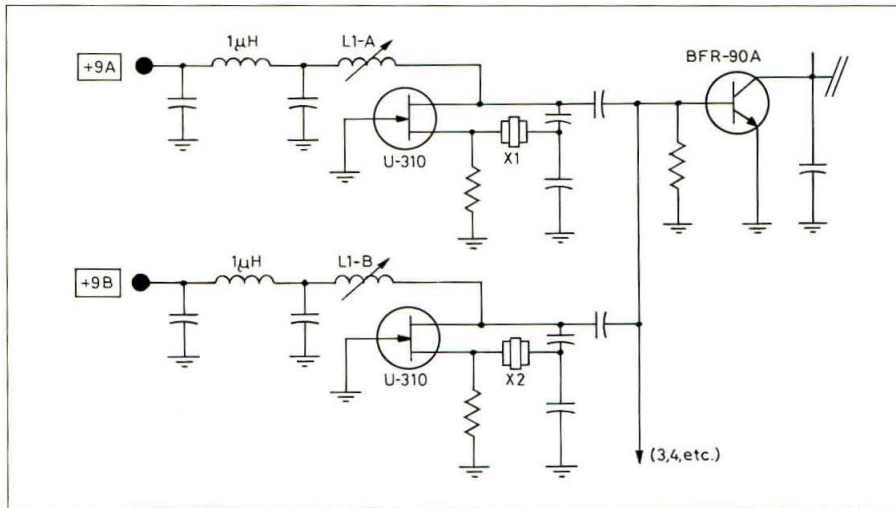 1μH
L1-A
BFR-90A
+9A
U-310
X1
1μH
L1-B
+9B
U-310
X2
(3,4,etc.)